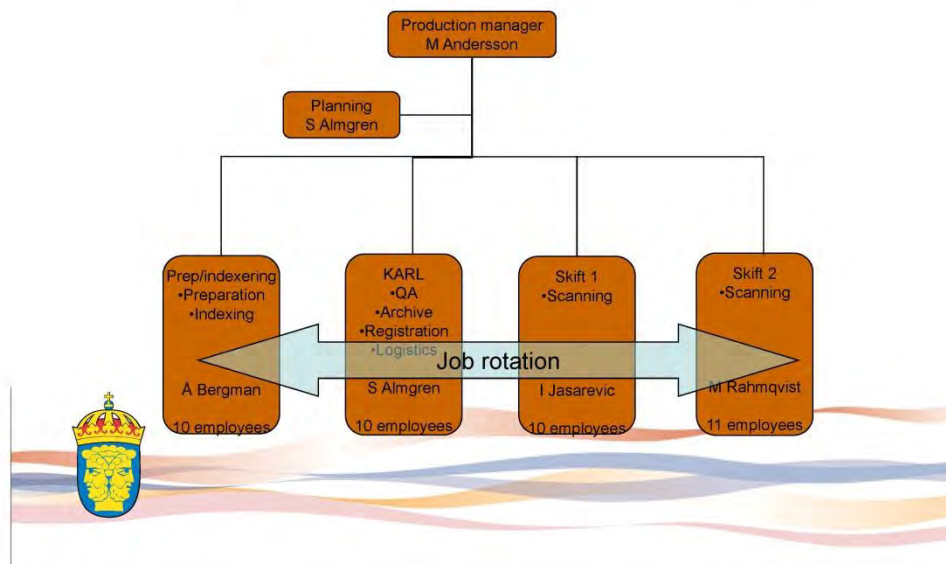 Production manager
M Andersson
Planning
S Almgren
Prep/indexering
•Preparation
•Indexing
Å Bergman
10 employees
KARL
•QA
•Archive
•Registration
•Logistics
S Almgren
10 employees
Skift 1
•Scanning
I Jasarevic
10 employees
Skift 2
•Scanning
M Rahmqvist
11 employees
Job rotation